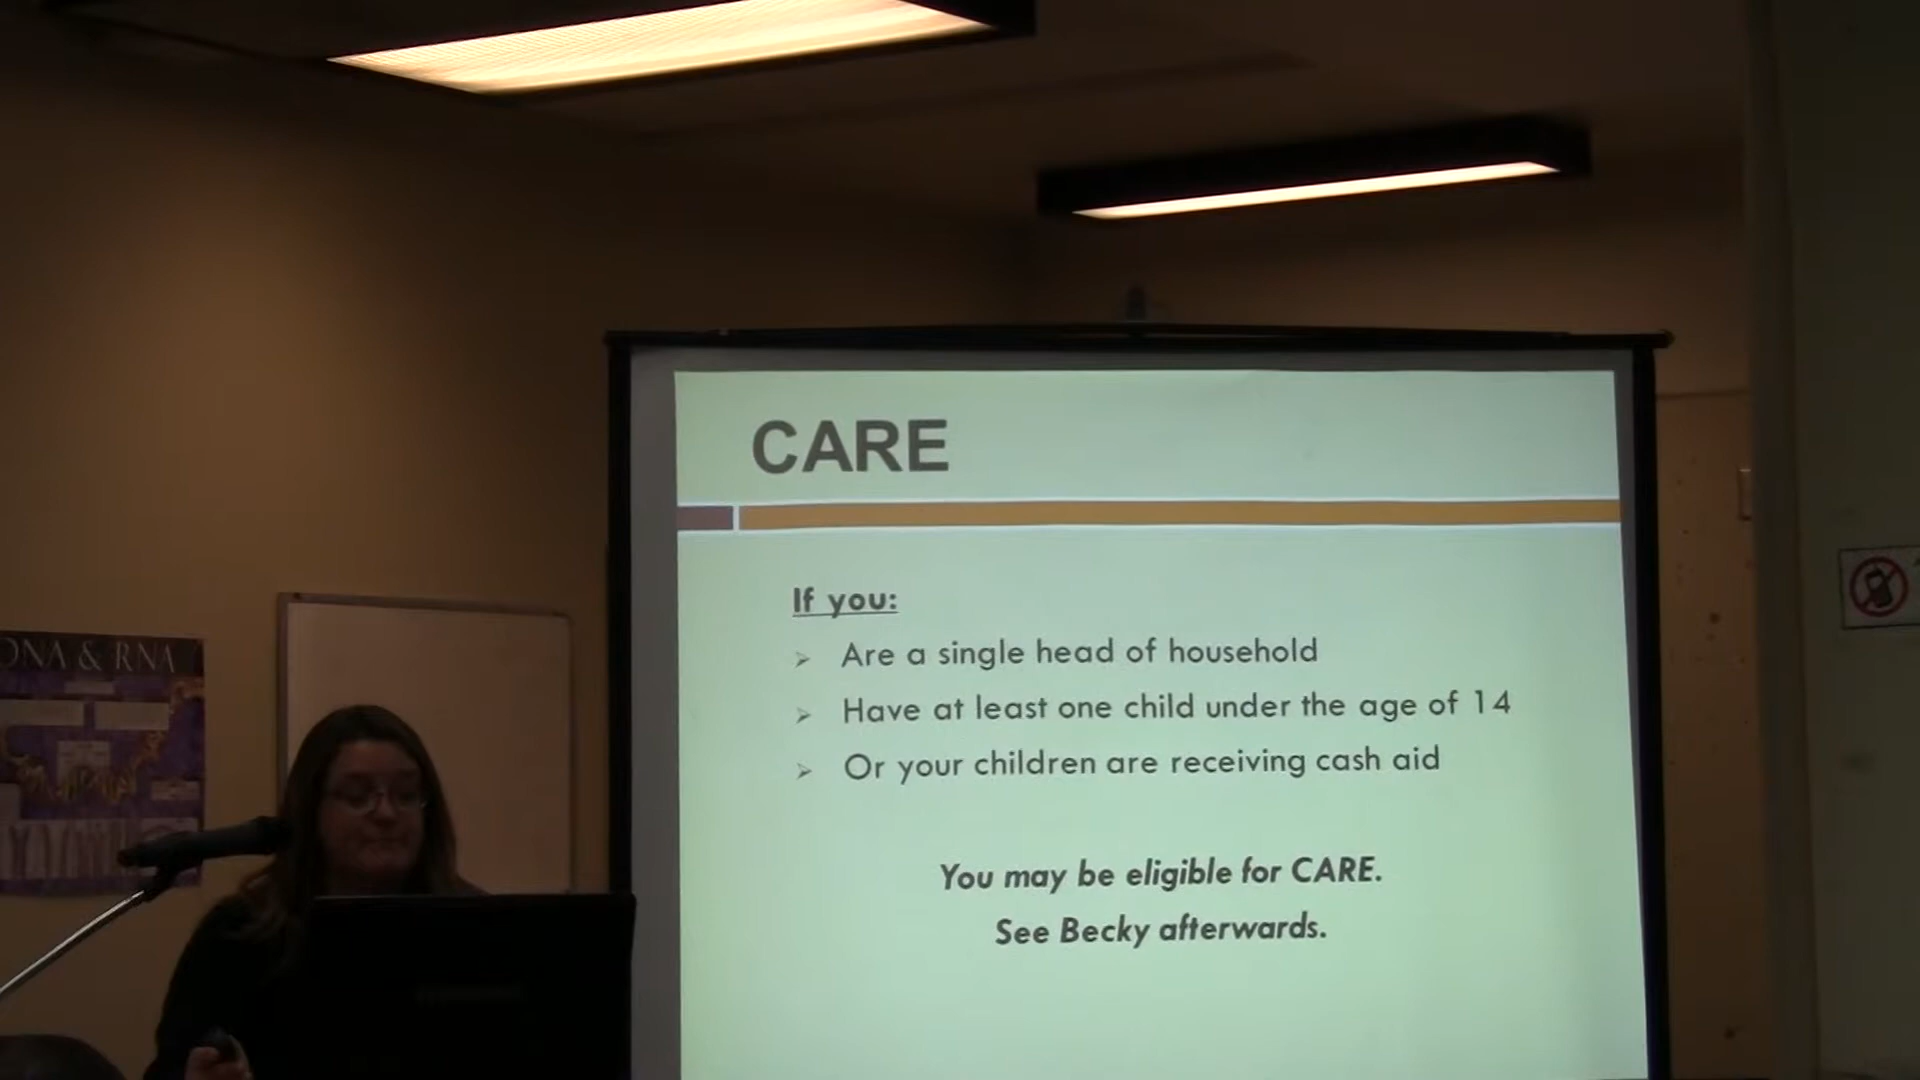 CARE
If you:
Are a single head of household
Have at least one child under the age of 14
Or your children are receiving cash aid
You may be eligible for CARE.
See Becky afterwards.
DNA & RNA